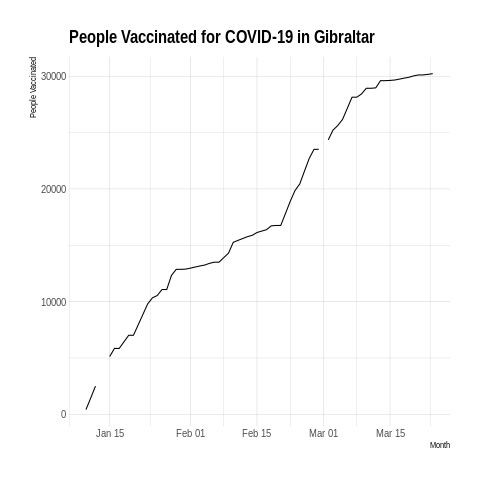 People Vaccinated for COVID-19 in Gibraltar
People Vaccinated
30000
20000
10000
0
Jan 15 Feb 01 Feb 15 Mar 01 Mar 15
Month